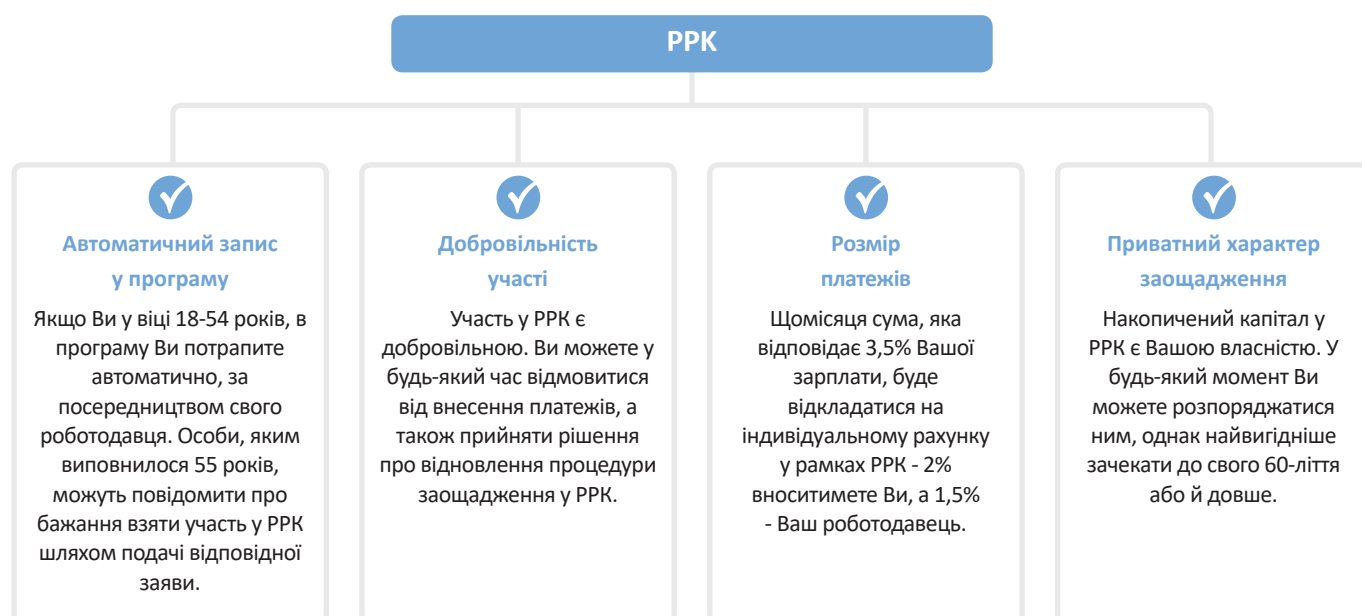 PPK
Автоматичний запис
у програму
Якщо Ви у віці 18-54 років, в
програму Ви потрапите
автоматично, за
посередництвом свого
роботодавця. Особи, яким
виповнилося 55 років,
можуть повідомити про
бажання взяти участь у PPK
шляхом подачі відповідної
заяви.
Добровільність
участі
Участь у PPK є
добровільною. Ви можете у
будь-який час відмовитися
від внесення платежів, а
також прийняти рішення
про відновлення процедури
заощадження у PPK.
Розмір
платежів
Щомісяця сума, яка
відповідає 3,5% Вашої
зарплати, буде
відкладатися на
індивідуальному рахунку
у рамках PPK - 2%
вноситимете Ви, а 1,5%
- Ваш роботодавець.
Приватний характер
заощадження
Накопичений капітал у
PPK є Вашою власністю. У
будь-який момент Ви
можете розпоряджатися
ним, однак найвигідніше
зачекати до свого 60-ліття
або й довше.